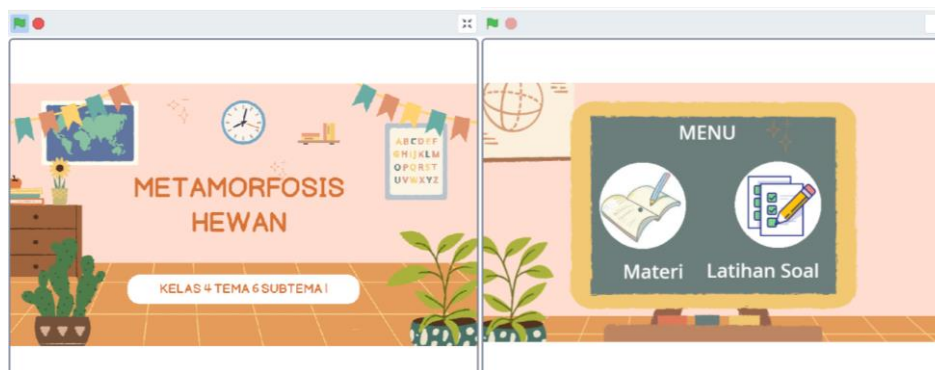 ABCDEF
GHIJKLM
OPQRST
UVWXYZ
METAMORFOSIS
HEWAN
KELAS 4 TEMA 6 SUBTEMA 1
MENU
Materi
Latihan Soal